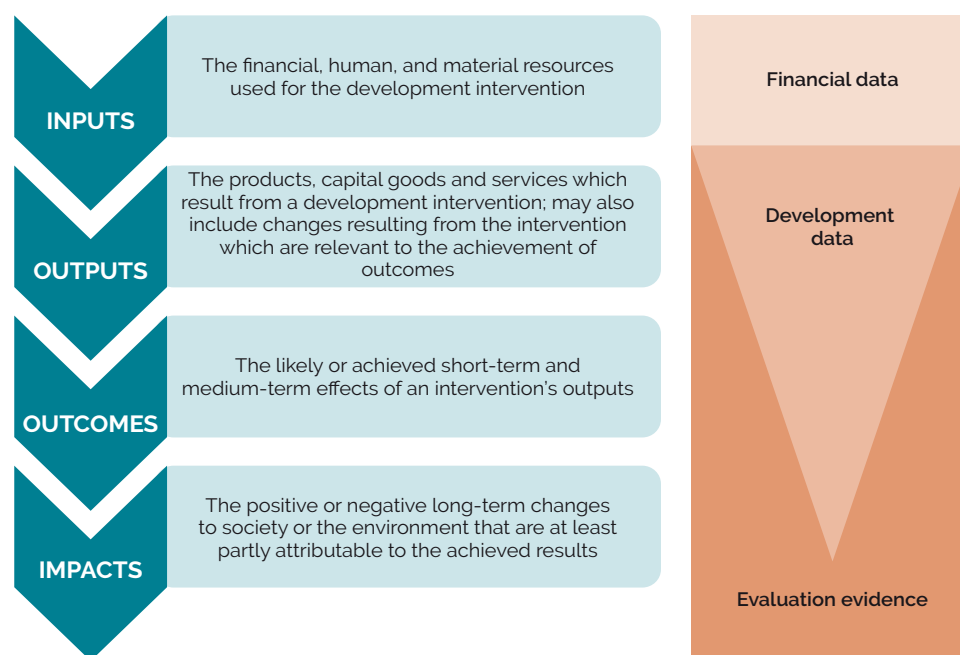 INPUTS
The financial, human, and material resources
used for the development intervention
OUTPUTS
The products, capital goods and services which
result from a development intervention; may also
include changes resulting from the intervention
which are relevant to the achievement of
outcomes
OUTCOMES
The likely or achieved short-term and
medium-term effects of an intervention’s outputs
IMPACTS
The positive or negative long-term changes
to society or the environment that are at least
partly attributable to the achieved results
Financial data
Development
data
Evaluation evidence